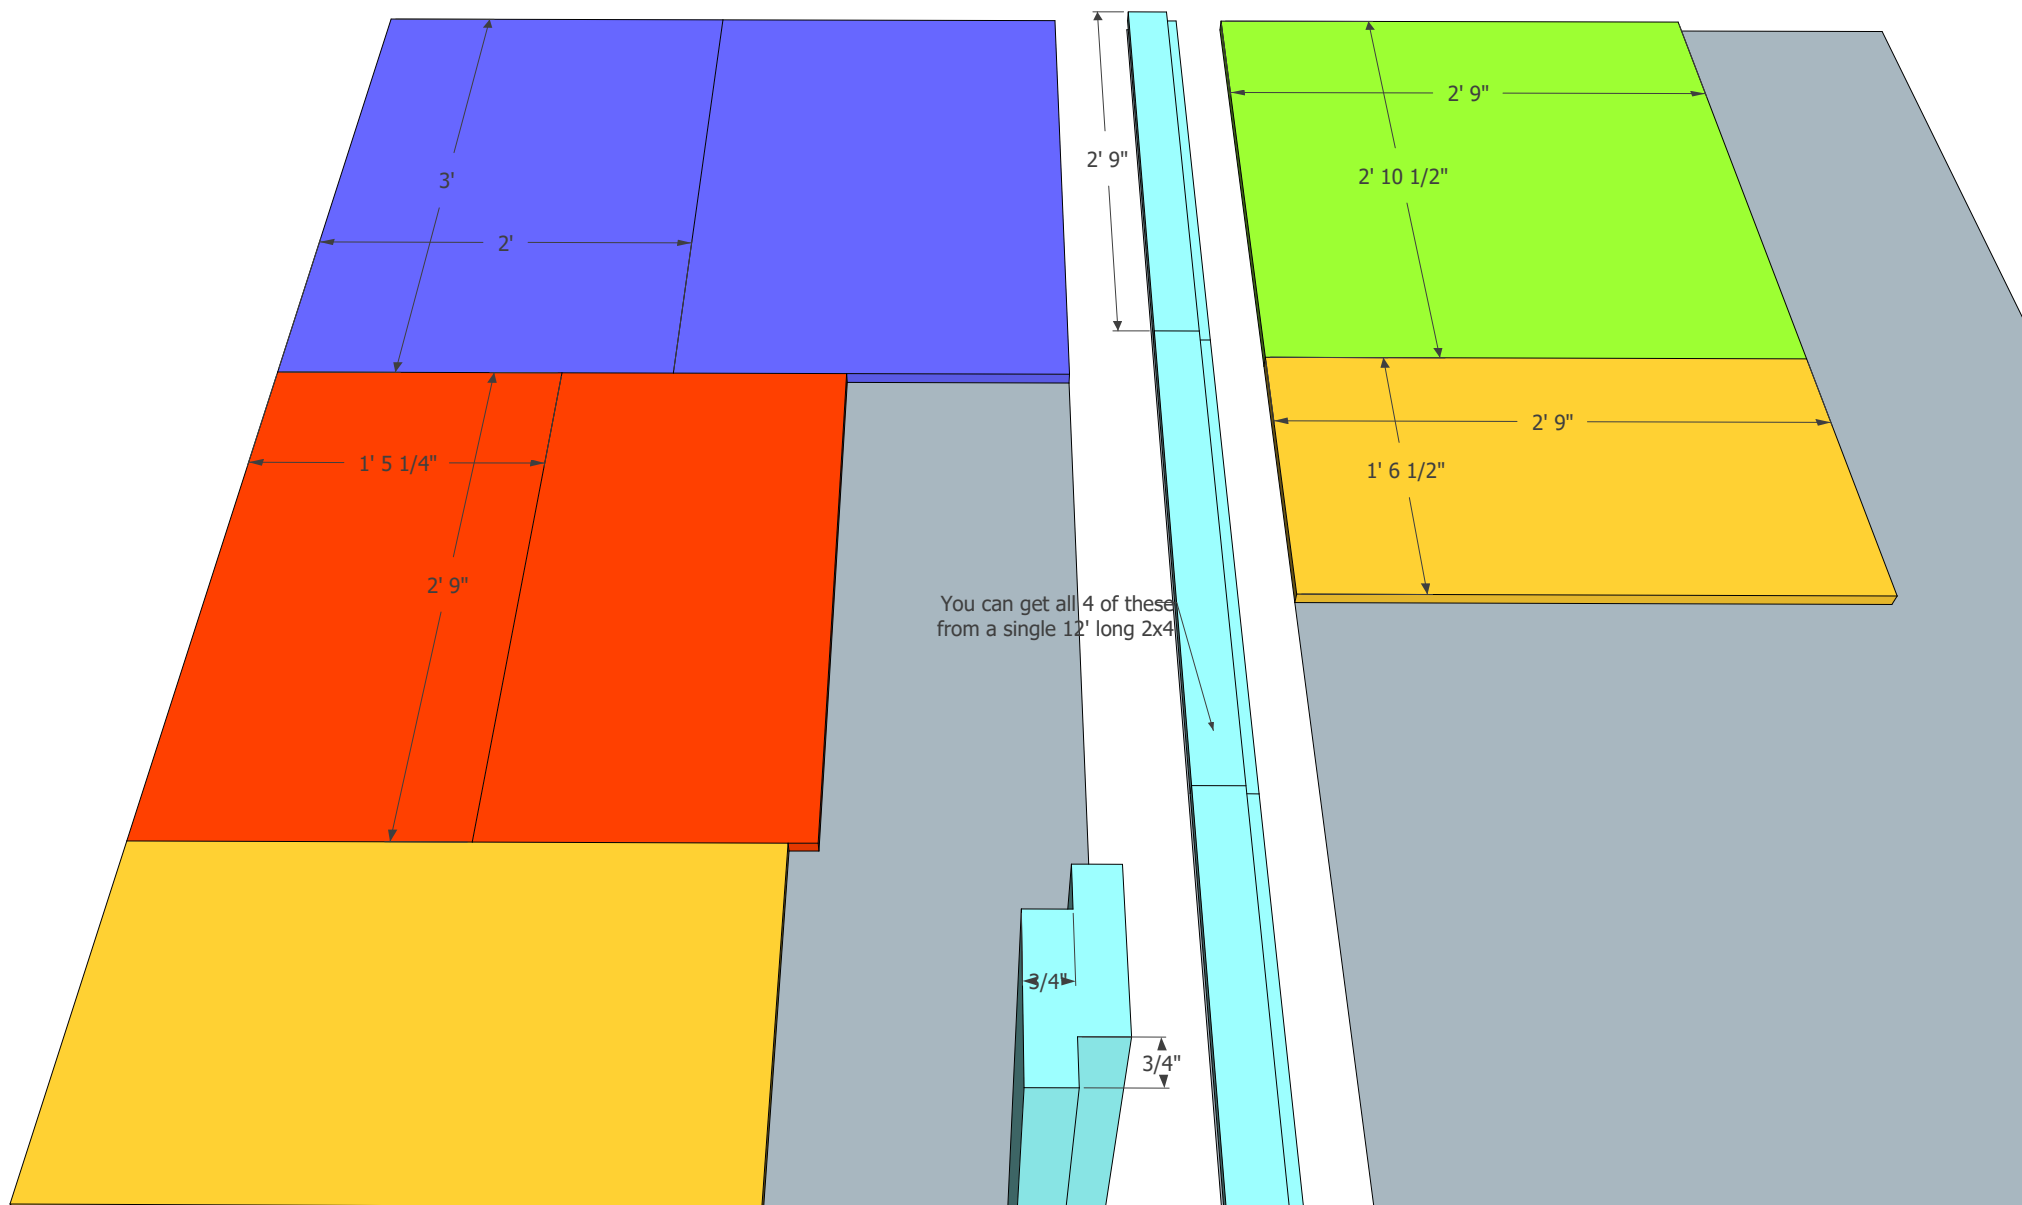 3'
2'
1' 5 1/4"
2' 9"
2' 9"
You can get all 4 of these
from a single 12' long 2x4
3/4"
3/4"
2' 9"
2' 10 1/2"
2' 9"
1' 6 1/2"